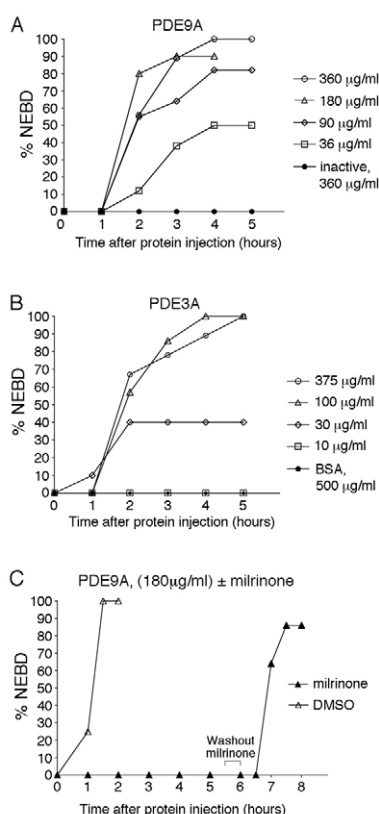 A
PDE9A
100
90
80
70
60
50
40
30
20
10
0
% NEBD
0 1 2 3 4 5
Time after protein injection (hours)
360 µg/ml
180 µg/ml
90 µg/ml
36 µg/ml
inactive,
360 µg/ml
B
PDE3A
100
90
80
70
60
50
40
30
20
10
0
% NEBD
0 1 2 3 4 5
Time after protein injection (hours)
375 µg/ml
100 µg/ml
30 µg/ml
10 µg/ml
BSA,
500 µg/ml
C
PDE9A, (180µg/ml) ± milrinone
100
90
80
70
60
50
40
30
20
10
0
% NEBD
Washout
milrinone
0 1 2 3 4 5 6 7 8
Time after protein injection (hours)
milrinone
DMSO